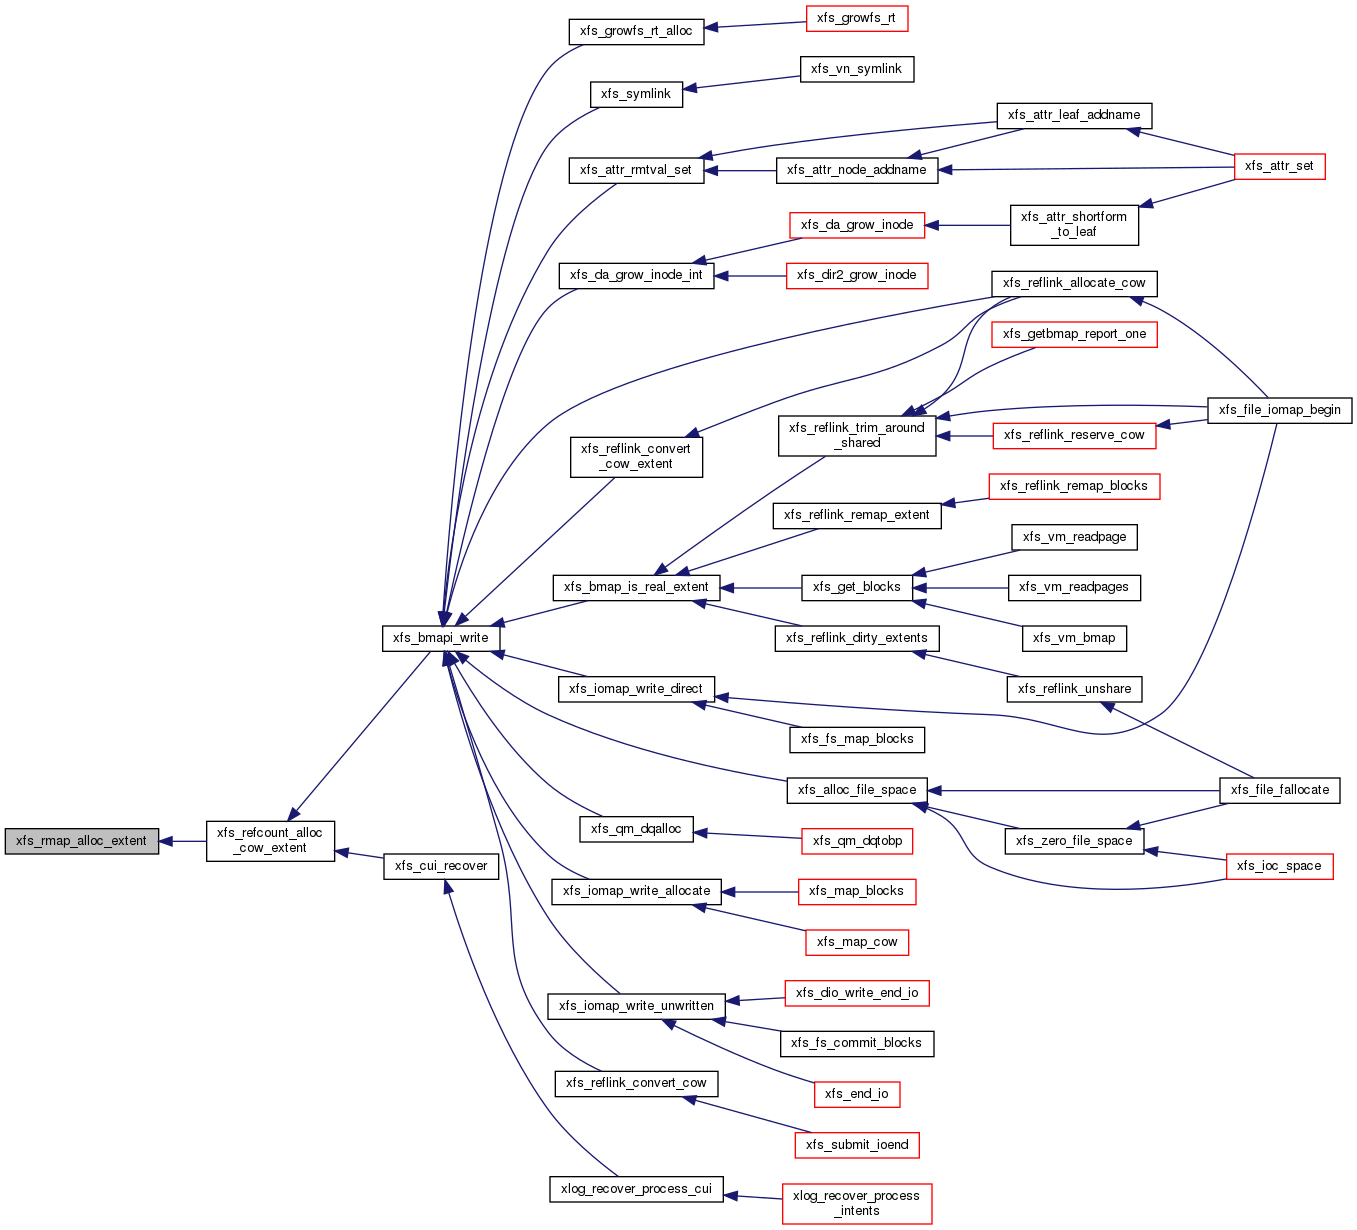 xfs_growfs_rt
xfs_growfs_rt_alloc
xfs_vn_symlink
xfs_symlink
xfs_attr_leaf_addname
xfs_attr_rmtval_set
xfs_attr_node_addname
xfs_attr_set
xfs_da_grow_inode
xfs_attr_shortform
_to_leaf
xfs_da_grow_inode_int
xfs_dir2_grow_inode
xfs_reflink_allocate_cow
xfs_getbmap_report_one
xfs_file_iomap_begin
xfs_reflink_trim_around
_shared
xfs_reflink_reserve_cow
xfs_reflink_convert
_cow_extent
xfs_reflink_remap_blocks
xfs_reflink_remap_extent
xfs_vm_readpage
xfs_bmap_is_real_extent
xfs_get_blocks
xfs_vm_readpages
xfs_bmapi_write
xfs_reflink_dirty_extents
xfs_vm_bmap
xfs_iomap_write_direct
xfs_reflink_unshare
xfs_fs_map_blocks
xfs_alloc_file_space
xfs_file_fallocate
xfs_qm_dqalloc
xfs_rmap_alloc_extent
xfs_refcount_alloc
_cow_extent
xfs_qm_dqtobp
xfs_zero_file_space
xfs_cui_recover
xfs_ioc_space
xfs_iomap_write_allocate
xfs_map_blocks
xfs_map_cow
xfs_dio_write_end_io
xfs_iomap_write_unwritten
xfs_fs_commit_blocks
xfs_reflink_convert_cow
xfs_end_io
xfs_submit_ioend
xlog_recover_process_cui
xlog_recover_process
_intents